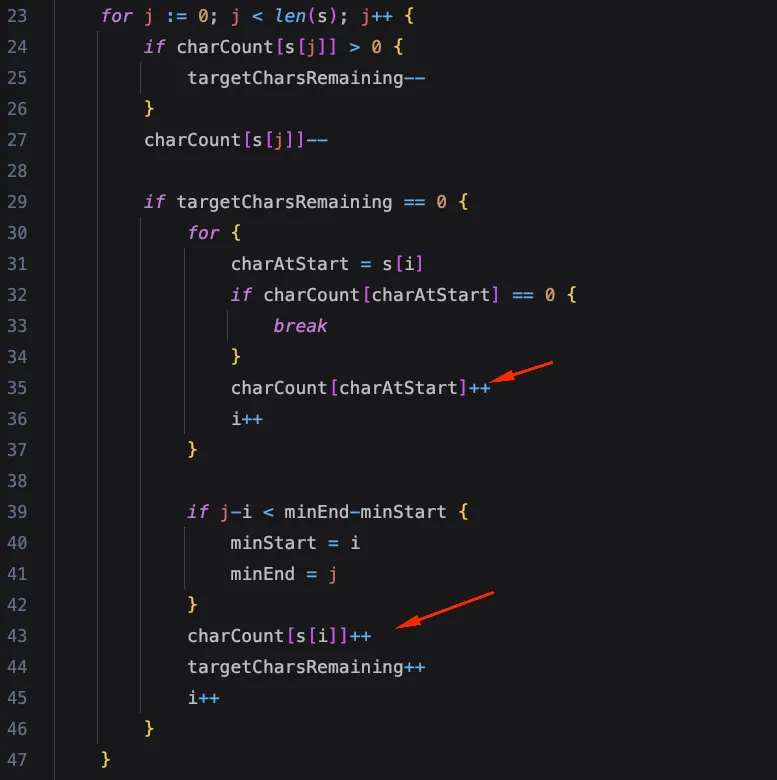 23 for j := 0; j < len(s); j++ {
24 if charCount[s[j]] > 0 {
25 targetCharsRemaining--
26 }
27 charCount[s[j]]--
28
29 if targetCharsRemaining == 0 {
30 for {
31 charAtStart = s[i]
32 if charCount[charAtStart] == 0 {
33 break
34 }
35 charCount[charAtStart]++
36 i++
37 }
38
39 if j-i < minEnd-minStart {
40 minStart = i
41 minEnd = j
42 }
43 charCount[s[i]]++
44 targetCharsRemaining++
45 i++
46 }
47 }